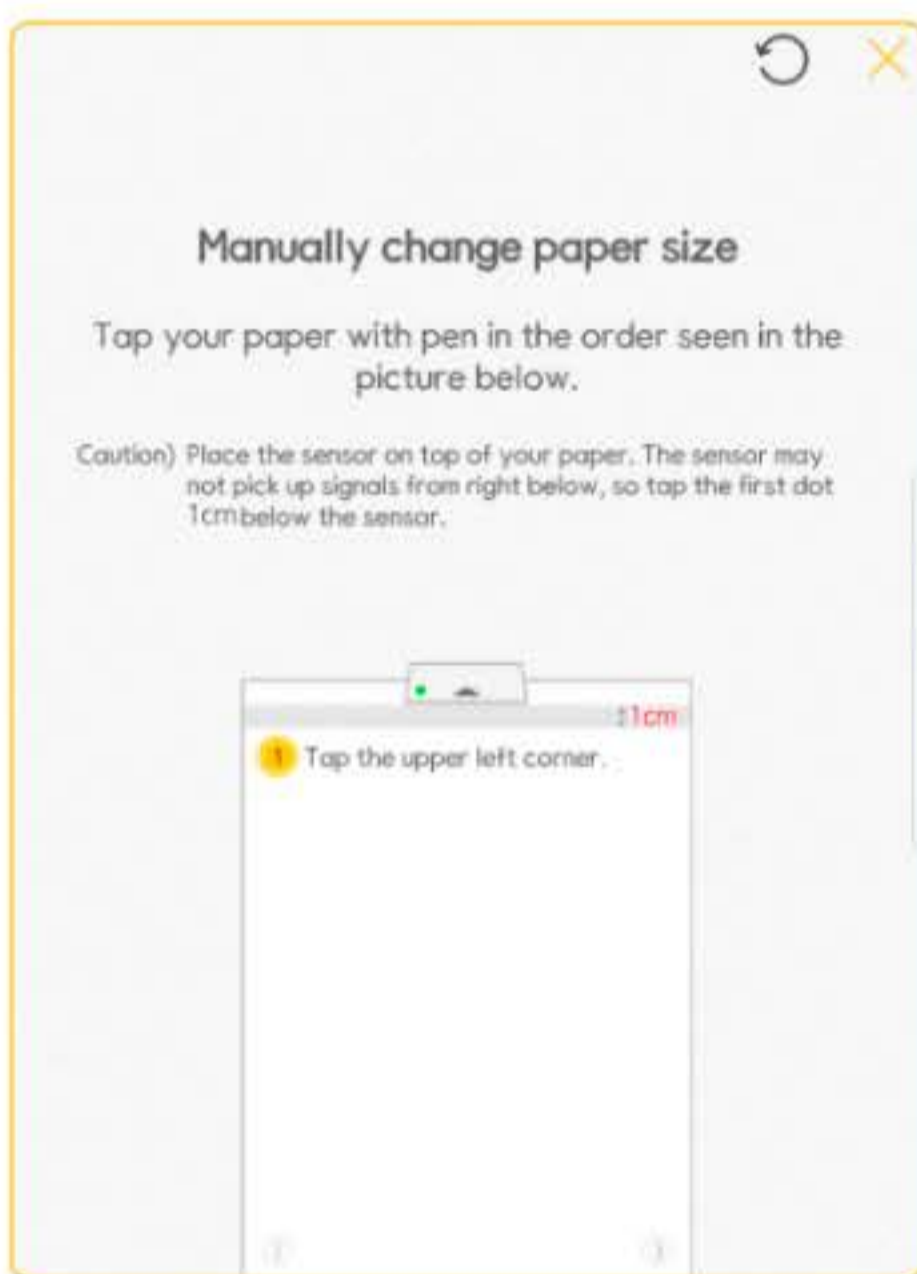 Manually change paper size
Tap your paper with pen in the order seen in the
picture below.
Caution) Place the sensor on top of your paper. The sensor may
not pick up signals from right below, so tap the first dot
1cm below the sensor.
1cm
1 Tap the upper left corner.